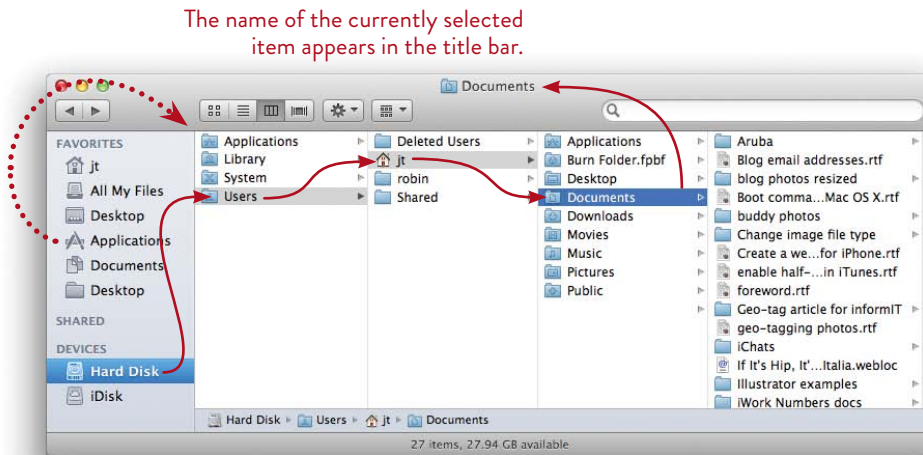 The name of the currently selected
item appears in the title bar.
Documents
FAVORITES
jt
All My Files
Desktop
Applications
Documents
Desktop
SHARED
DEVICES
Hard Disk
iDisk
Applications
Library
System
Users
Deleted Users
jt
robin
Shared
Applications
Burn Folder.fpbf
Desktop
Documents
Downloads
Movies
Music
Pictures
Public
Aruba
Blog email addresses.rtf
blog photos resized
Boot comma...Mac OS X.rtf
buddy photos
Change image file type
Create a we...for iPhone.rtf
enable half-...in iTunes.rtf
foreword.rtf
Geo-tag article for informIT
geo-tagging photos.rtf
iChats
If It's Hip, It'...Italia.webloc
Illustrator examples
iWork Numbers docs
Hard Disk ▸ Users ▸ jt ▸ Documents
27 items, 27.94 GB available